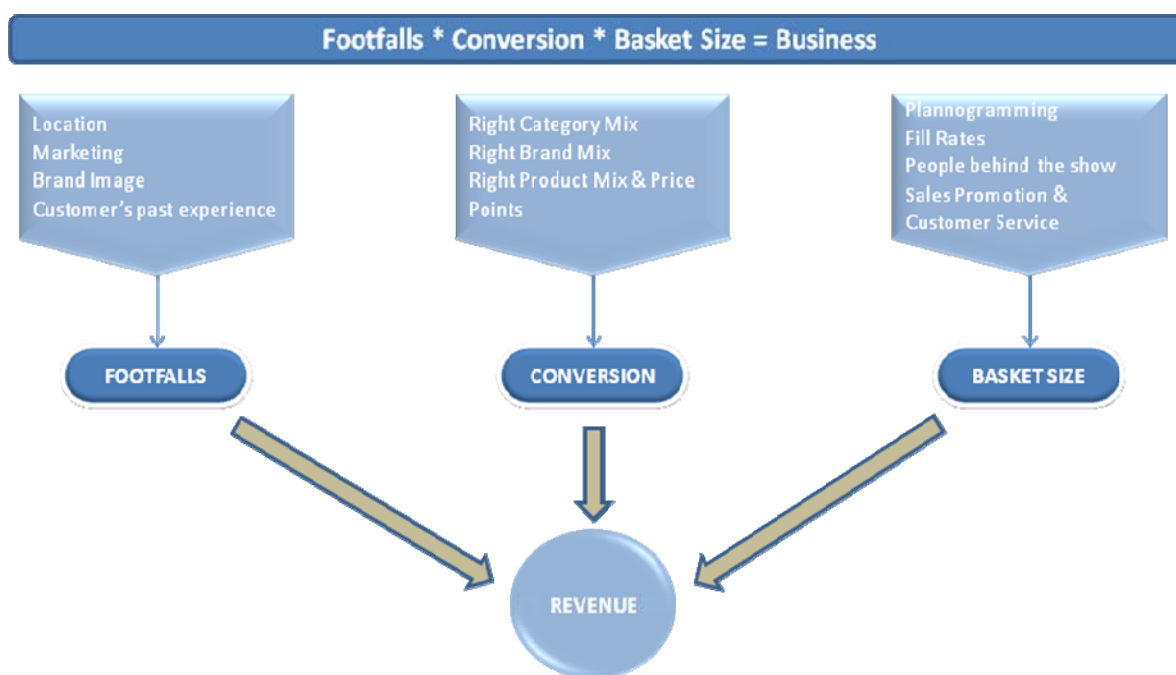 Footfalls * Conversion * Basket Size = Business
Location
Marketing
Brand Image
Customer's past experience
Right Category Mix
Right Brand Mix
Right Product Mix & Price
Points
Plannogramming
Fill Rates
People behind the show
Sales Promotion &
Customer Service
FOOTFALLS
CONVERSION
BASKET SIZE
REVENUE